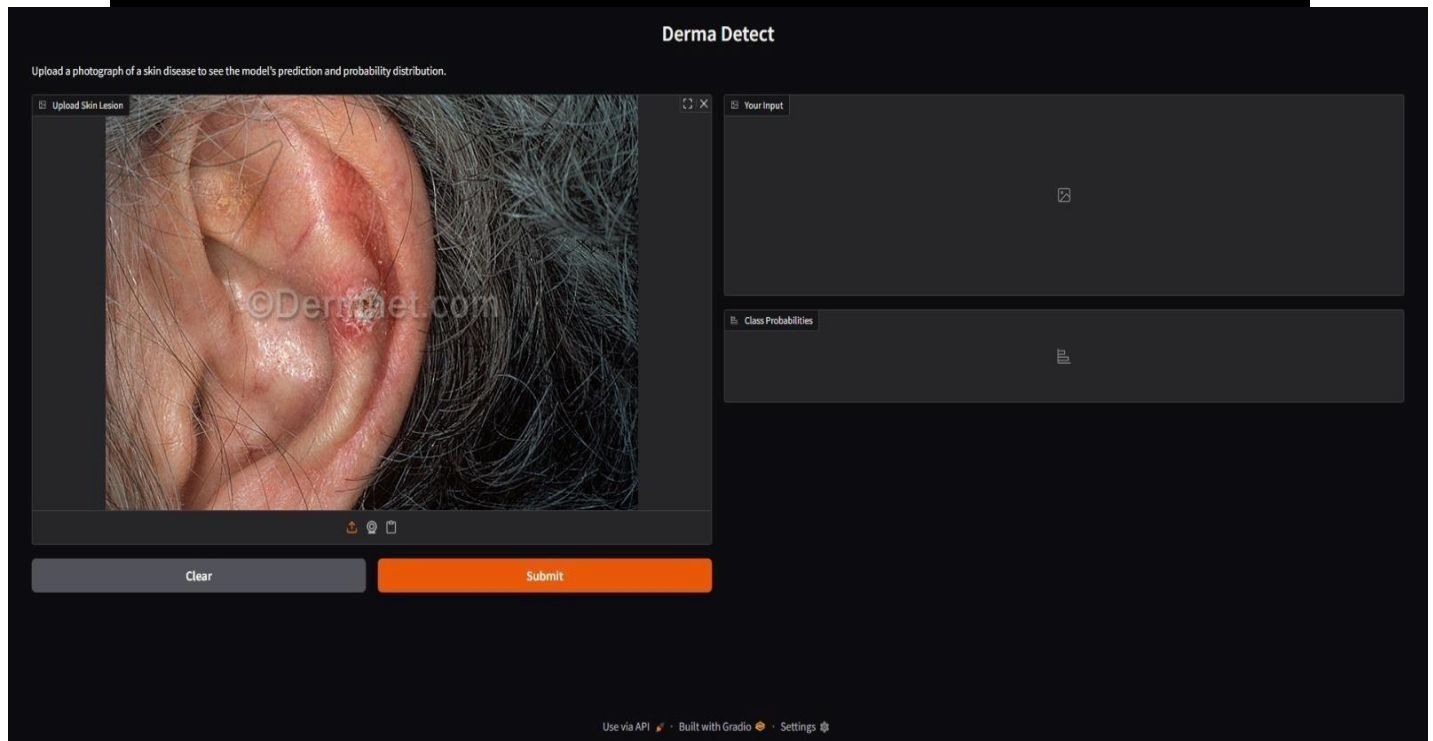 Derma Detect
Upload a photograph of a skin disease to see the model's prediction and probability distribution.
Upload Skin Lesion
©Dermnet.com
Clear
Submit
Your Input
Class Probabilities
Use via API · Built with Gradio · Settings